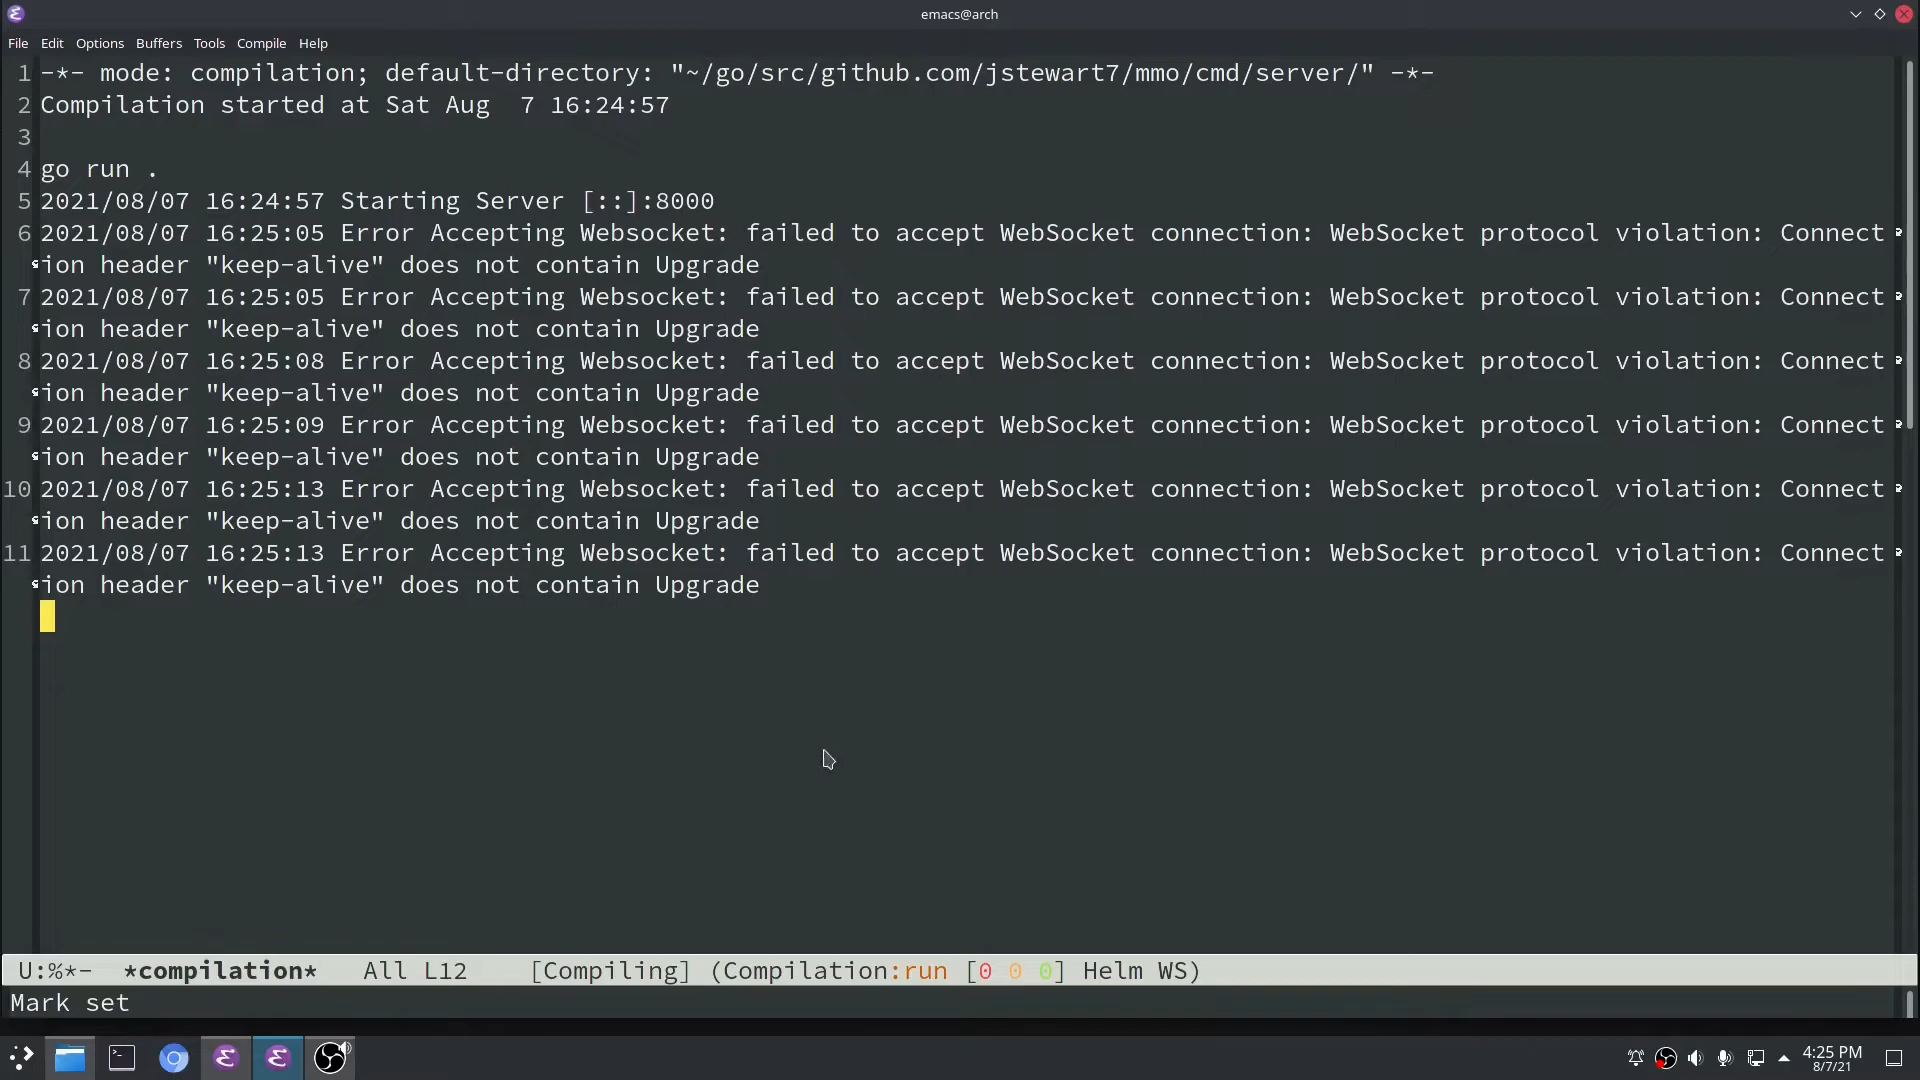 emacs@arch
File Edit Options Buffers Tools Compile Help
1 -*- mode: compilation; default-directory: "~/go/src/github.com/jstewart7/mmo/cmd/server/" -*-
2 Compilation started at Sat Aug  7 16:24:57
3
4 go run .
5 2021/08/07 16:24:57 Starting Server [::]:8000
6 2021/08/07 16:25:05 Error Accepting Websocket: failed to accept WebSocket connection: WebSocket protocol violation: Connect
ion header "keep-alive" does not contain Upgrade
7 2021/08/07 16:25:05 Error Accepting Websocket: failed to accept WebSocket connection: WebSocket protocol violation: Connect
ion header "keep-alive" does not contain Upgrade
8 2021/08/07 16:25:08 Error Accepting Websocket: failed to accept WebSocket connection: WebSocket protocol violation: Connect
ion header "keep-alive" does not contain Upgrade
9 2021/08/07 16:25:09 Error Accepting Websocket: failed to accept WebSocket connection: WebSocket protocol violation: Connect
ion header "keep-alive" does not contain Upgrade
10 2021/08/07 16:25:13 Error Accepting Websocket: failed to accept WebSocket connection: WebSocket protocol violation: Connect
ion header "keep-alive" does not contain Upgrade
11 2021/08/07 16:25:13 Error Accepting Websocket: failed to accept WebSocket connection: WebSocket protocol violation: Connect
ion header "keep-alive" does not contain Upgrade
U:%*-  *compilation*   All L12    [Compiling] (Compilation:run [0 0 0] Helm WS)
Mark set
4:25 PM
8/7/21